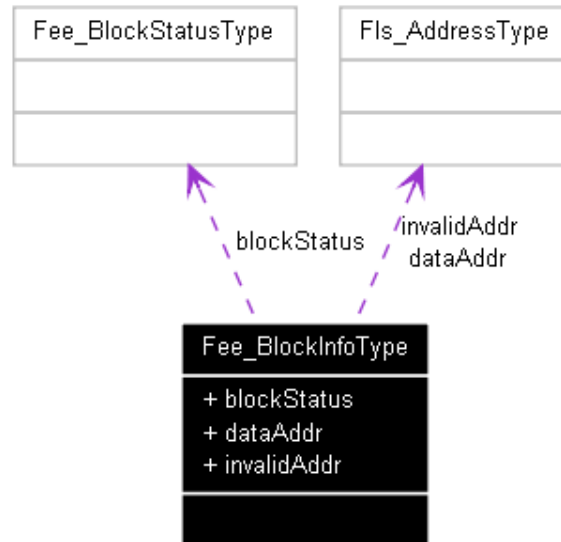 Fee_BlockStatusType
Fls_AddressType
blockStatus
invalidAddr
dataAddr
Fee_BlockInfoType
+ blockStatus
+ dataAddr
+ invalidAddr